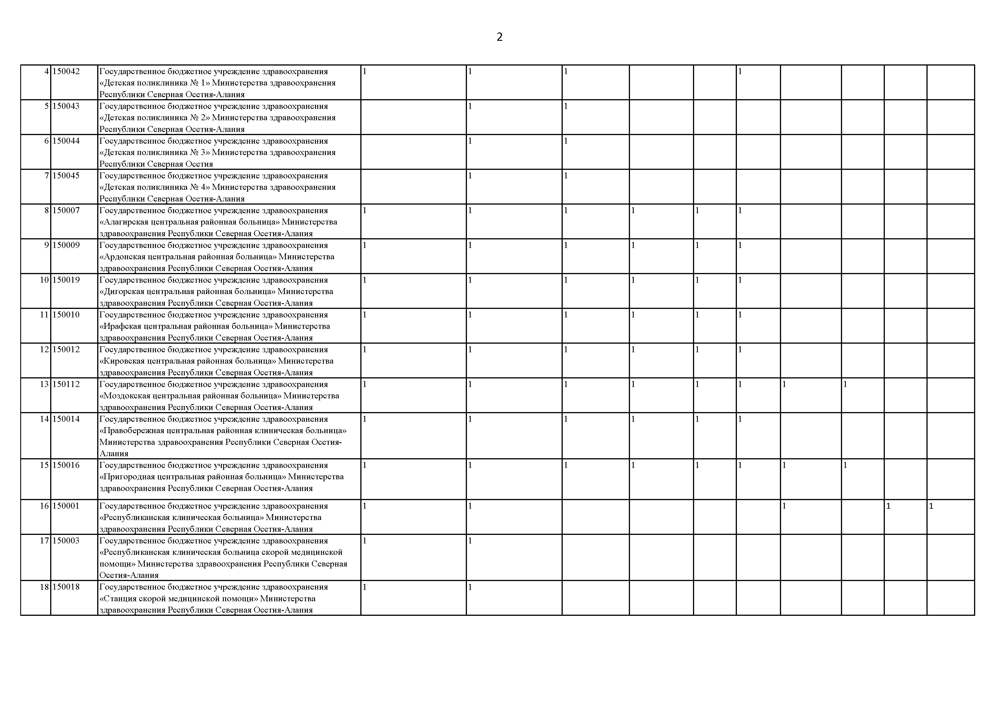 2
4 150042 Государственное бюджетное учреждение здравоохранения 1 1 1 1
«Детская поликлиника № 1» Министерства здравоохранения
Республики Северная Осетия-Алания
5 150043 Государственное бюджетное учреждение здравоохранения 1 1
«Детская поликлиника № 2» Министерства здравоохранения
Республики Северная Осетия-Алания
6 150044 Государственное бюджетное учреждение здравоохранения 1 1
«Детская поликлиника № 3» Министерства здравоохранения
Республики Северная Осетия
7 150045 Государственное бюджетное учреждение здравоохранения 1 1
«Детская поликлиника № 4» Министерства здравоохранения
Республики Северная Осетия-Алания
8 150007 Государственное бюджетное учреждение здравоохранения 1 1 1 1 1 1
«Алагирская центральная районная больница» Министерства
здравоохранения Республики Северная Осетия-Алания
9 150009 Государственное бюджетное учреждение здравоохранения 1 1 1 1 1 1
«Ардонская центральная районная больница» Министерства
здравоохранения Республики Северная Осетия-Алания
10 150019 Государственное бюджетное учреждение здравоохранения 1 1 1 1 1 1
«Дигорская центральная районная больница» Министерства
здравоохранения Республики Северная Осетия-Алания
11 150010 Государственное бюджетное учреждение здравоохранения 1 1 1 1 1 1
«Ирафская центральная районная больница» Министерства
здравоохранения Республики Северная Осетия-Алания
12 150012 Государственное бюджетное учреждение здравоохранения 1 1 1 1 1 1
«Кировская центральная районная больница» Министерства
здравоохранения Республики Северная Осетия-Алания
13 150112 Государственное бюджетное учреждение здравоохранения 1 1 1 1 1 1 1 1
«Моздокская центральная районная больница» Министерства
здравоохранения Республики Северная Осетия-Алания
14 150014 Государственное бюджетное учреждение здравоохранения 1 1 1 1 1 1
«Правобережная центральная районная клиническая больница»
Министерства здравоохранения Республики Северная Осетия-
Алания
15 150016 Государственное бюджетное учреждение здравоохранения 1 1 1 1 1 1 1 1
«Пригородная центральная районная больница» Министерства
здравоохранения Республики Северная Осетия-Алания
16 150001 Государственное бюджетное учреждение здравоохранения 1 1 1 1 1
«Республиканская клиническая больница» Министерства
здравоохранения Республики Северная Осетия-Алания
17 150003 Государственное бюджетное учреждение здравоохранения 1 1
«Республиканская клиническая больница скорой медицинской
помощи» Министерства здравоохранения Республики Северная
Осетия-Алания
18 150018 Государственное бюджетное учреждение здравоохранения 1 1
«Станция скорой медицинской помощи» Министерства
здравоохранения Республики Северная Осетия-Алания